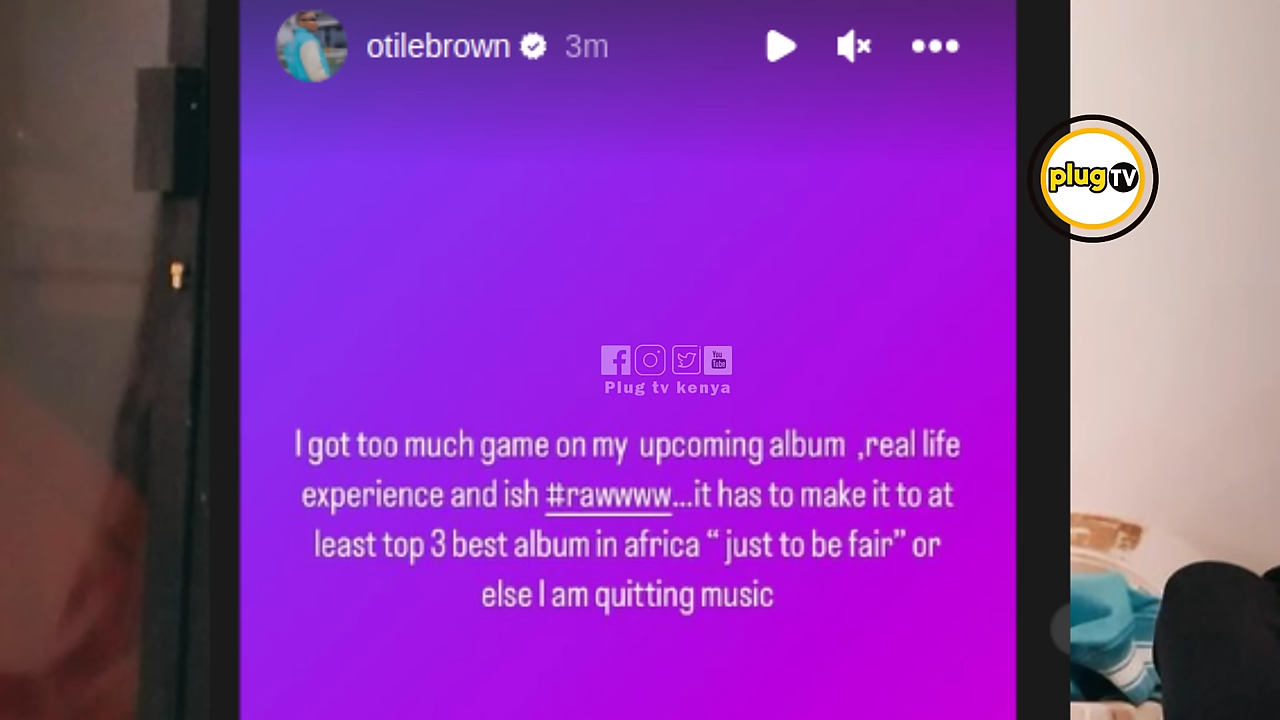 otilebrown 3m
plug TV
You
Tube
Plug tv kenya
I got too much game on my upcoming album ,real life
experience and ish #rawwww...it has to make it to at
least top 3 best album in africa “ just to be fair” or
else I am quitting music